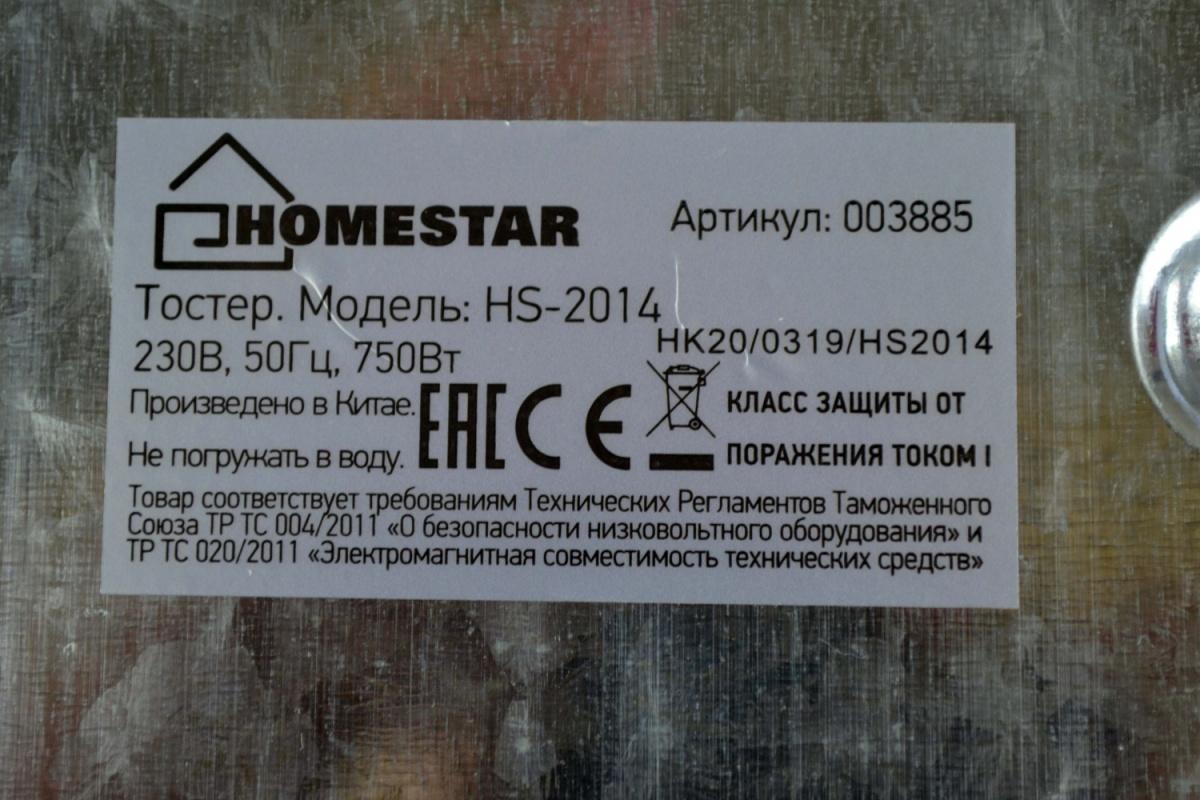 HOMESTAR
Артикул: 003885
Тостер. Модель: HS-2014
230В, 50Гц, 750Вт
HK20/0319/HS2014
Произведено в Китае.
Не погружать в воду.
EAC CE
КЛАСС ЗАЩИТЫ ОТ
ПОРАЖЕНИЯ ТОКОМ I
Товар соответствует требованиям Технических Регламентов Таможенного
Союза ТР ТС 004/2011 «О безопасности низковольтного оборудования» и
ТР ТС 020/2011 «Электромагнитная совместимость технических средств»